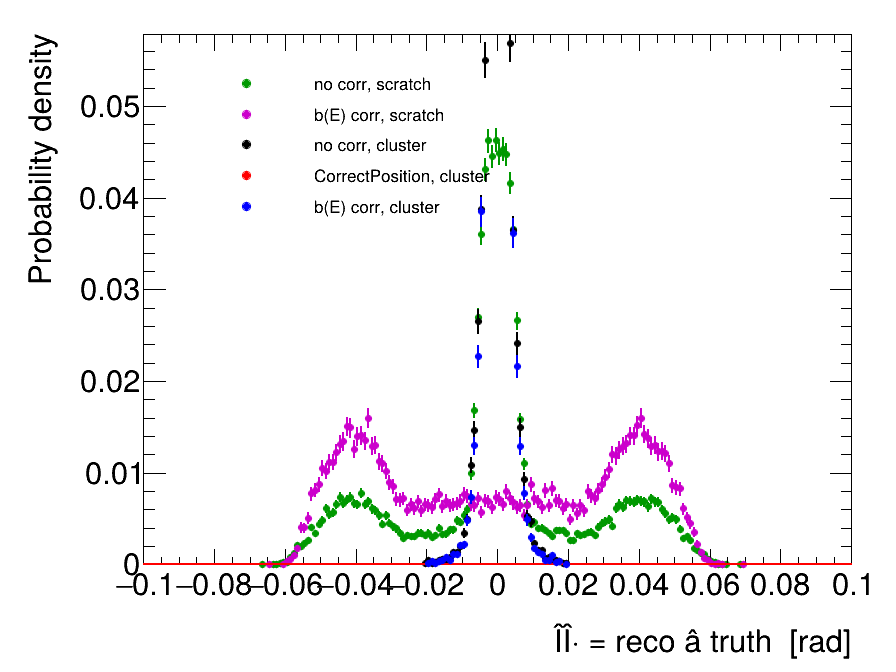 Probability density
no corr, scratch
b(E) corr, scratch
no corr, cluster
CorrectPosition, cluster
b(E) corr, cluster
0.05
0.04
0.03
0.02
0.01
0
−0.1 −0.08 −0.06 −0.04 −0.02 0 0.02 0.04 0.06 0.08 0.1
ÎÎ· = reco â truth [rad]